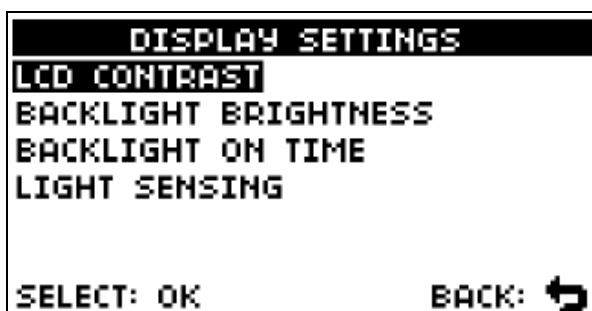 DISPLAY SETTINGS
LCD CONTRAST
BACKLIGHT BRIGHTNESS
BACKLIGHT ON TIME
LIGHT SENSING
SELECT: OK BACK: